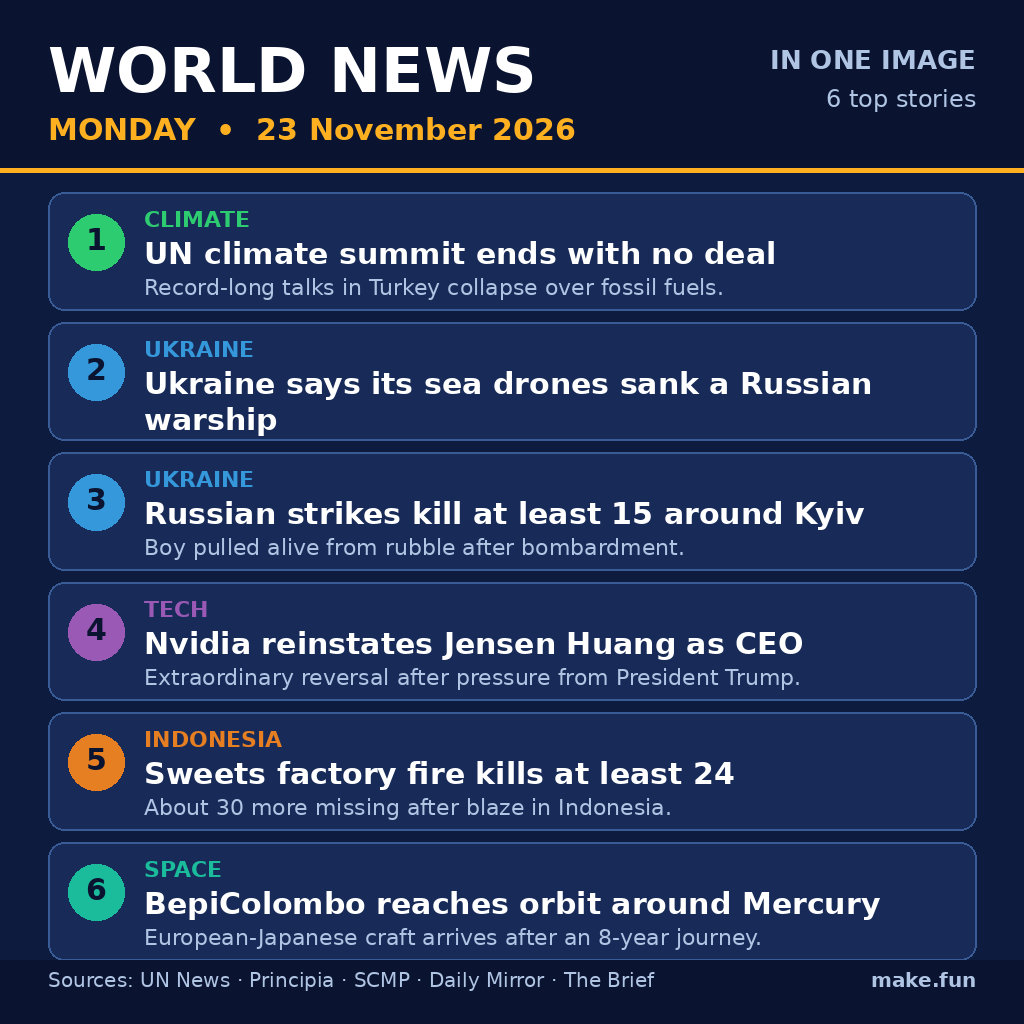 WORLD NEWS
IN ONE IMAGE
6 top stories
MONDAY • 23 November 2026
1
CLIMATE
UN climate summit ends with no deal
Record-long talks in Turkey collapse over fossil fuels.
2
UKRAINE
Ukraine says its sea drones sank a Russian
warship
3
UKRAINE
Russian strikes kill at least 15 around Kyiv
Boy pulled alive from rubble after bombardment.
4
TECH
Nvidia reinstates Jensen Huang as CEO
Extraordinary reversal after pressure from President Trump.
5
INDONESIA
Sweets factory fire kills at least 24
About 30 more missing after blaze in Indonesia.
6
SPACE
BepiColombo reaches orbit around Mercury
European-Japanese craft arrives after an 8-year journey.
Sources: UN News · Principia · SCMP · Daily Mirror · The Brief
make.fun